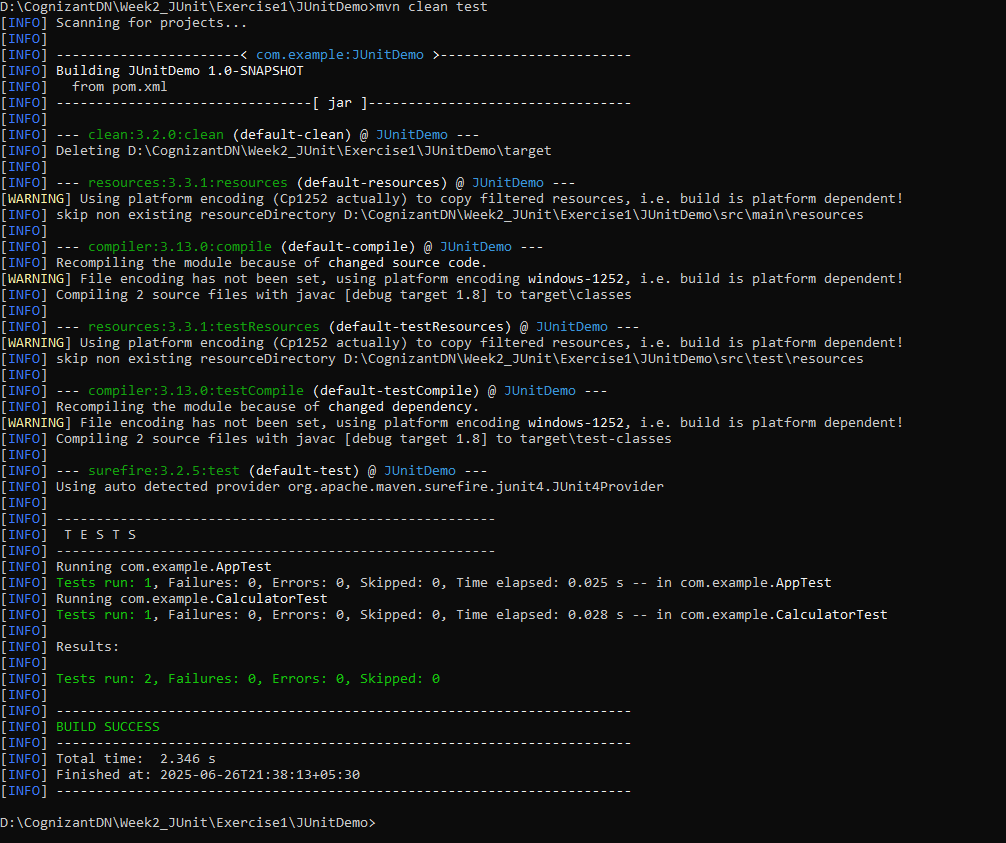 D:\CognizantDN\Week2_JUnit\Exercise1\JUnitDemo>mvn clean test
[INFO] Scanning for projects...
[INFO]
[INFO] -----------------------< com.example:JUnitDemo >------------------------
[INFO] Building JUnitDemo 1.0-SNAPSHOT
[INFO]   from pom.xml
[INFO] --------------------------------[ jar ]---------------------------------
[INFO]
[INFO] --- clean:3.2.0:clean (default-clean) @ JUnitDemo ---
[INFO] Deleting D:\CognizantDN\Week2_JUnit\Exercise1\JUnitDemo\target
[INFO]
[INFO] --- resources:3.3.1:resources (default-resources) @ JUnitDemo ---
[WARNING] Using platform encoding (Cp1252 actually) to copy filtered resources, i.e. build is platform dependent!
[INFO] skip non existing resourceDirectory D:\CognizantDN\Week2_JUnit\Exercise1\JUnitDemo\src\main\resources
[INFO]
[INFO] --- compiler:3.13.0:compile (default-compile) @ JUnitDemo ---
[INFO] Recompiling the module because of changed source code.
[WARNING] File encoding has not been set, using platform encoding windows-1252, i.e. build is platform dependent!
[INFO] Compiling 2 source files with javac [debug target 1.8] to target\classes
[INFO]
[INFO] --- resources:3.3.1:testResources (default-testResources) @ JUnitDemo ---
[WARNING] Using platform encoding (Cp1252 actually) to copy filtered resources, i.e. build is platform dependent!
[INFO] skip non existing resourceDirectory D:\CognizantDN\Week2_JUnit\Exercise1\JUnitDemo\src\test\resources
[INFO]
[INFO] --- compiler:3.13.0:testCompile (default-testCompile) @ JUnitDemo ---
[INFO] Recompiling the module because of changed dependency.
[WARNING] File encoding has not been set, using platform encoding windows-1252, i.e. build is platform dependent!
[INFO] Compiling 2 source files with javac [debug target 1.8] to target\test-classes
[INFO]
[INFO] --- surefire:3.2.5:test (default-test) @ JUnitDemo ---
[INFO] Using auto detected provider org.apache.maven.surefire.junit4.JUnit4Provider
[INFO]
[INFO] -------------------------------------------------------
[INFO]  T E S T S
[INFO] -------------------------------------------------------
[INFO] Running com.example.AppTest
[INFO] Tests run: 1, Failures: 0, Errors: 0, Skipped: 0, Time elapsed: 0.025 s -- in com.example.AppTest
[INFO] Running com.example.CalculatorTest
[INFO] Tests run: 1, Failures: 0, Errors: 0, Skipped: 0, Time elapsed: 0.028 s -- in com.example.CalculatorTest
[INFO]
[INFO] Results:
[INFO]
[INFO] Tests run: 2, Failures: 0, Errors: 0, Skipped: 0
[INFO]
[INFO] ------------------------------------------------------------------------
[INFO] BUILD SUCCESS
[INFO] ------------------------------------------------------------------------
[INFO] Total time:  2.346 s
[INFO] Finished at: 2025-06-26T21:38:13+05:30
[INFO] ------------------------------------------------------------------------
D:\CognizantDN\Week2_JUnit\Exercise1\JUnitDemo>